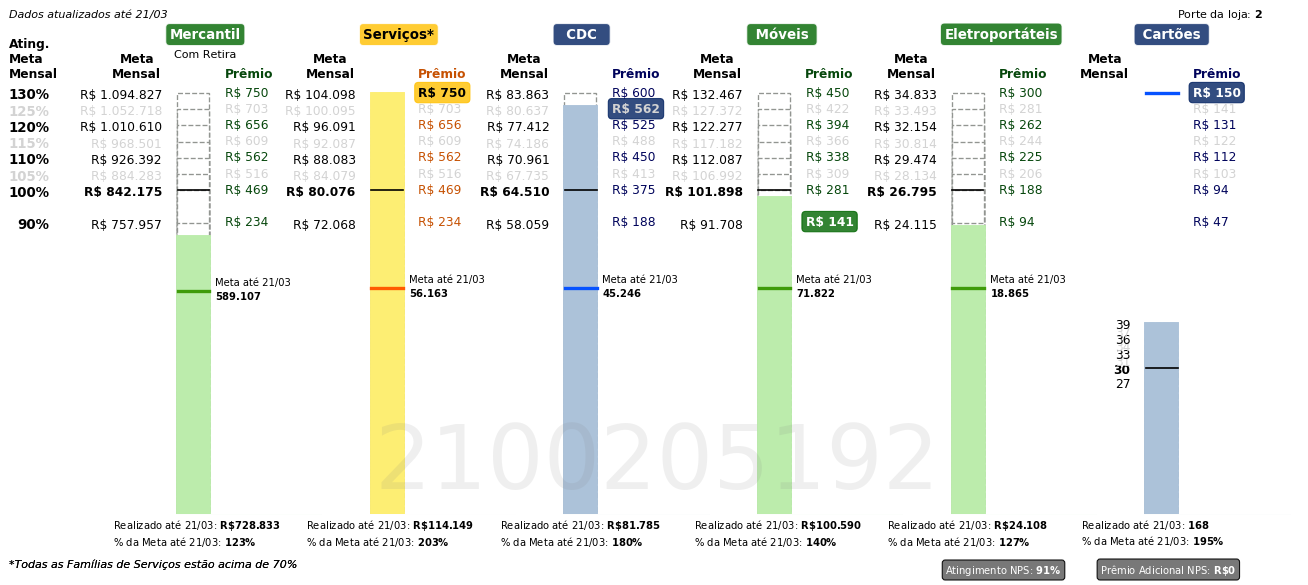 Dados atualizados até 21/03
Porte da loja: 2
Mercantil Serviços* CDC Móveis Eletroportáteis Cartões
Com Retira
Ating. Meta Mensal
Meta Mensal Prêmio Meta Mensal Prêmio Meta Mensal Prêmio Meta Mensal Prêmio Meta Mensal Prêmio Meta Mensal Prêmio
130% R$ 1.094.827 R$ 750 R$ 104.098 R$ 750 R$ 83.863 R$ 600 R$ 132.467 R$ 450 R$ 34.833 R$ 300 R$ 150
125% R$ 1.052.718 R$ 703 R$ 100.095 R$ 703 R$ 80.637 R$ 562 R$ 127.372 R$ 422 R$ 33.493 R$ 281 R$ 141
120% R$ 1.010.610 R$ 656 R$ 96.091 R$ 656 R$ 77.412 R$ 525 R$ 122.277 R$ 394 R$ 32.154 R$ 262 R$ 131
115% R$ 968.501 R$ 609 R$ 92.087 R$ 609 R$ 74.186 R$ 488 R$ 117.182 R$ 366 R$ 30.814 R$ 244 R$ 122
110% R$ 926.392 R$ 562 R$ 88.083 R$ 562 R$ 70.961 R$ 450 R$ 112.087 R$ 338 R$ 29.474 R$ 225 R$ 112
105% R$ 884.283 R$ 516 R$ 84.079 R$ 516 R$ 67.735 R$ 413 R$ 106.992 R$ 309 R$ 28.134 R$ 206 R$ 103
100% R$ 842.175 R$ 469 R$ 80.076 R$ 469 R$ 64.510 R$ 375 R$ 101.898 R$ 281 R$ 26.795 R$ 188 R$ 94
90% R$ 757.957 R$ 234 R$ 72.068 R$ 234 R$ 58.059 R$ 188 R$ 91.708 R$ 141 R$ 24.115 R$ 94 R$ 47
Meta até 21/03 Meta até 21/03 Meta até 21/03 Meta até 21/03 Meta até 21/03
589.107 56.163 45.246 71.822 18.865
39
36
33
30
27
2100205192
Realizado até 21/03: R$728.833 Realizado até 21/03: R$114.149 Realizado até 21/03: R$81.785 Realizado até 21/03: R$100.590 Realizado até 21/03: R$24.108 Realizado até 21/03: 168
% da Meta até 21/03: 123% % da Meta até 21/03: 203% % da Meta até 21/03: 180% % da Meta até 21/03: 140% % da Meta até 21/03: 127% % da Meta até 21/03: 195%
*Todas as Famílias de Serviços estão acima de 70%
Atingimento NPS: 91% Prêmio Adicional NPS: R$0